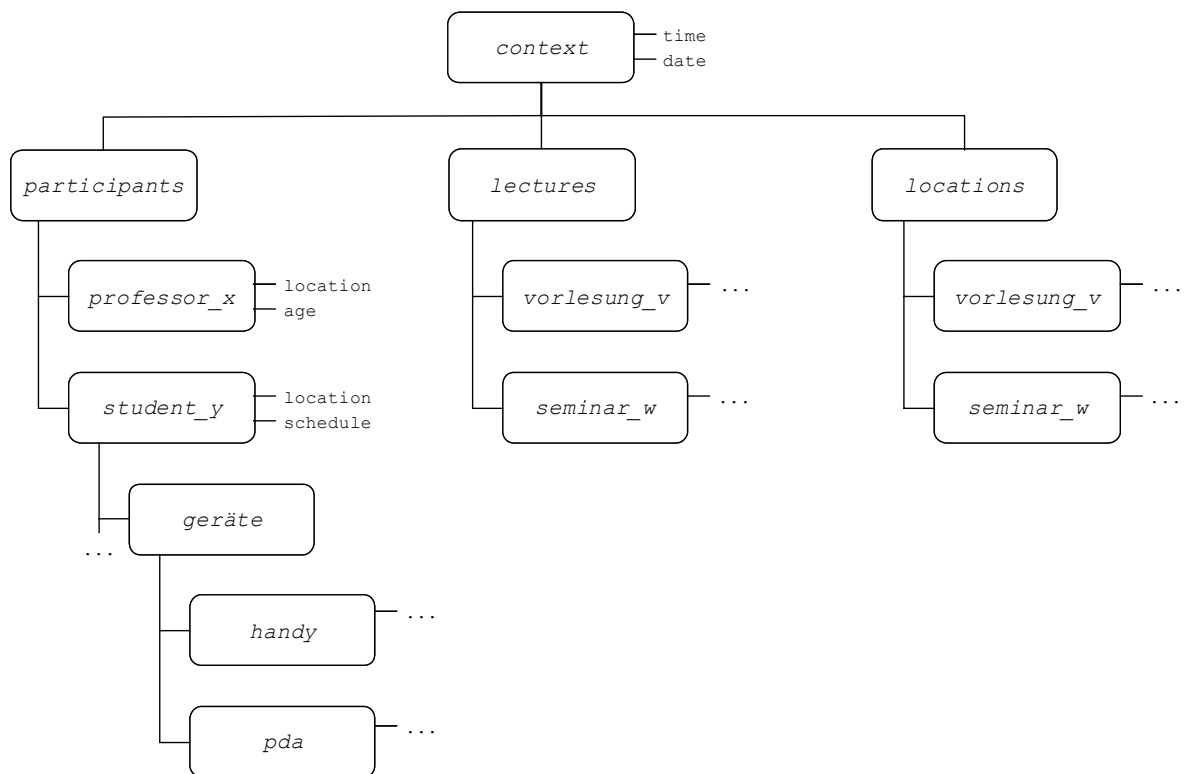 context
time
date
participants
lectures
locations
professor_x
location
age
vorlesung_v
...
vorlesung_v
...
student_y
location
schedule
seminar_w
...
seminar_w
...
geräte
...
handy
...
pda
...